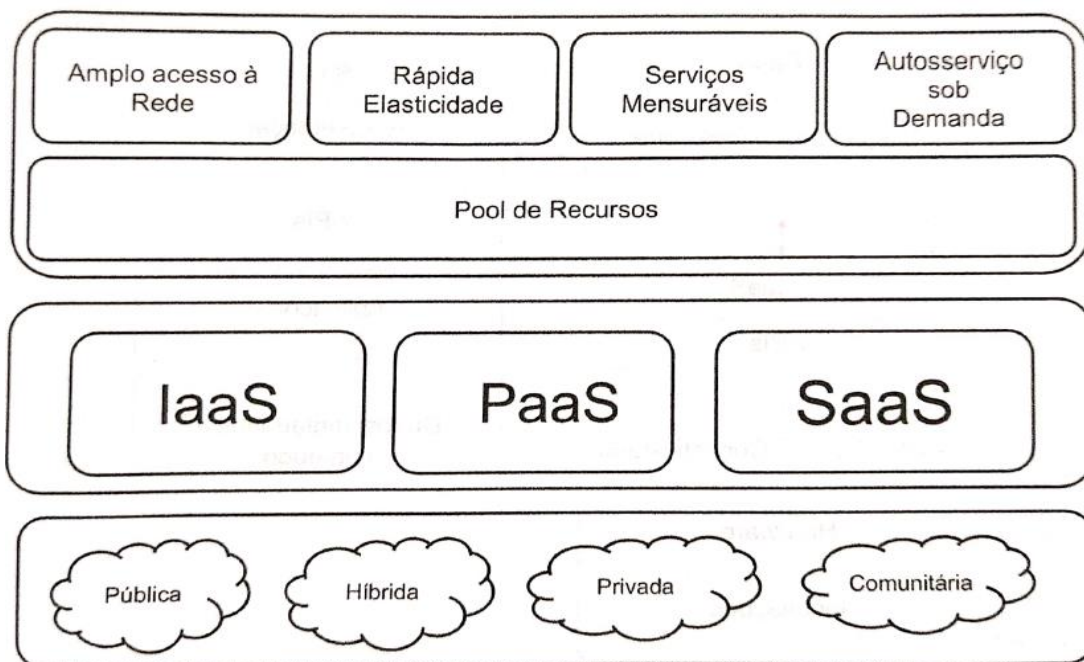 Amplo acesso à
Rede
Rápida
Elasticidade
Serviços
Mensuráveis
Autosserviço
sob
Demanda
Pool de Recursos
IaaS
PaaS
SaaS
Pública
Híbrida
Privada
Comunitária